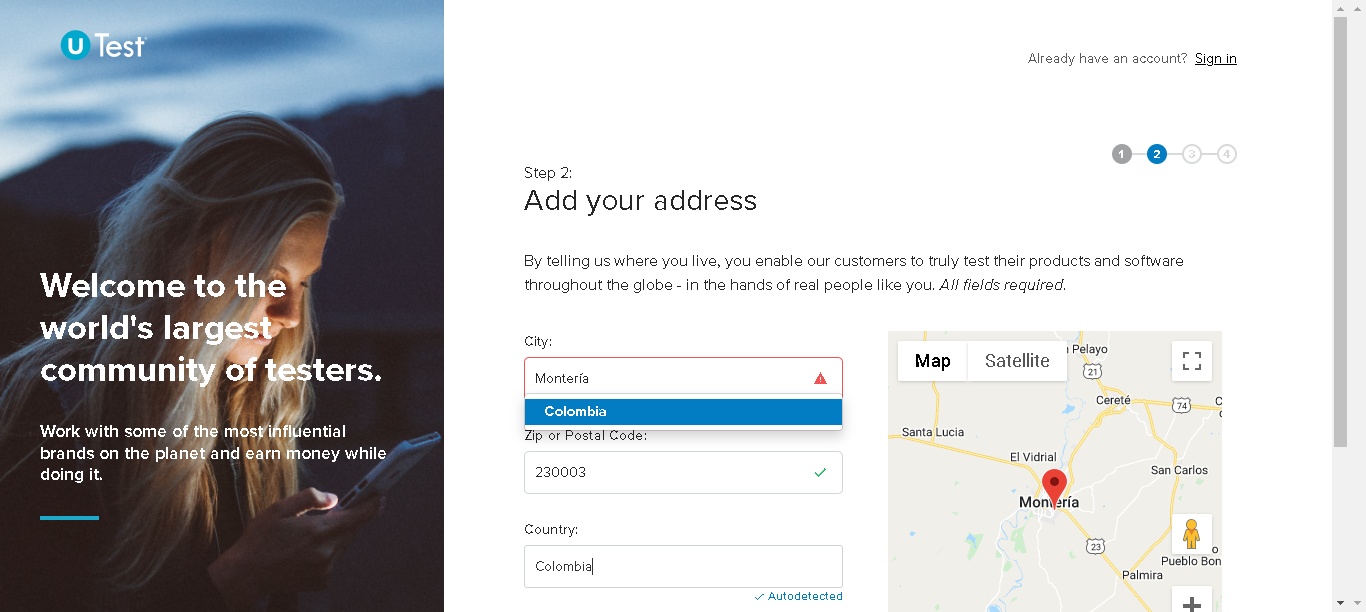 U Test
Already have an account? Sign in
1 2 3 4
Step 2:
Add your address
By telling us where you live, you enable our customers to truly test their products and software
throughout the globe - in the hands of real people like you. All fields required.
Welcome to the
world's largest
community of testers.
Work with some of the most influential
brands on the planet and earn money while
doing it.
City:
Montería
Colombia
Zip or Postal Code:
230003
Country:
Colombia
Autodetected
Map
Satellite
Pelayo
21
Cereté
74
Santa Lucia
El Vidrial
San Carlos
Montería
23
Pueblo Bon
Palmira